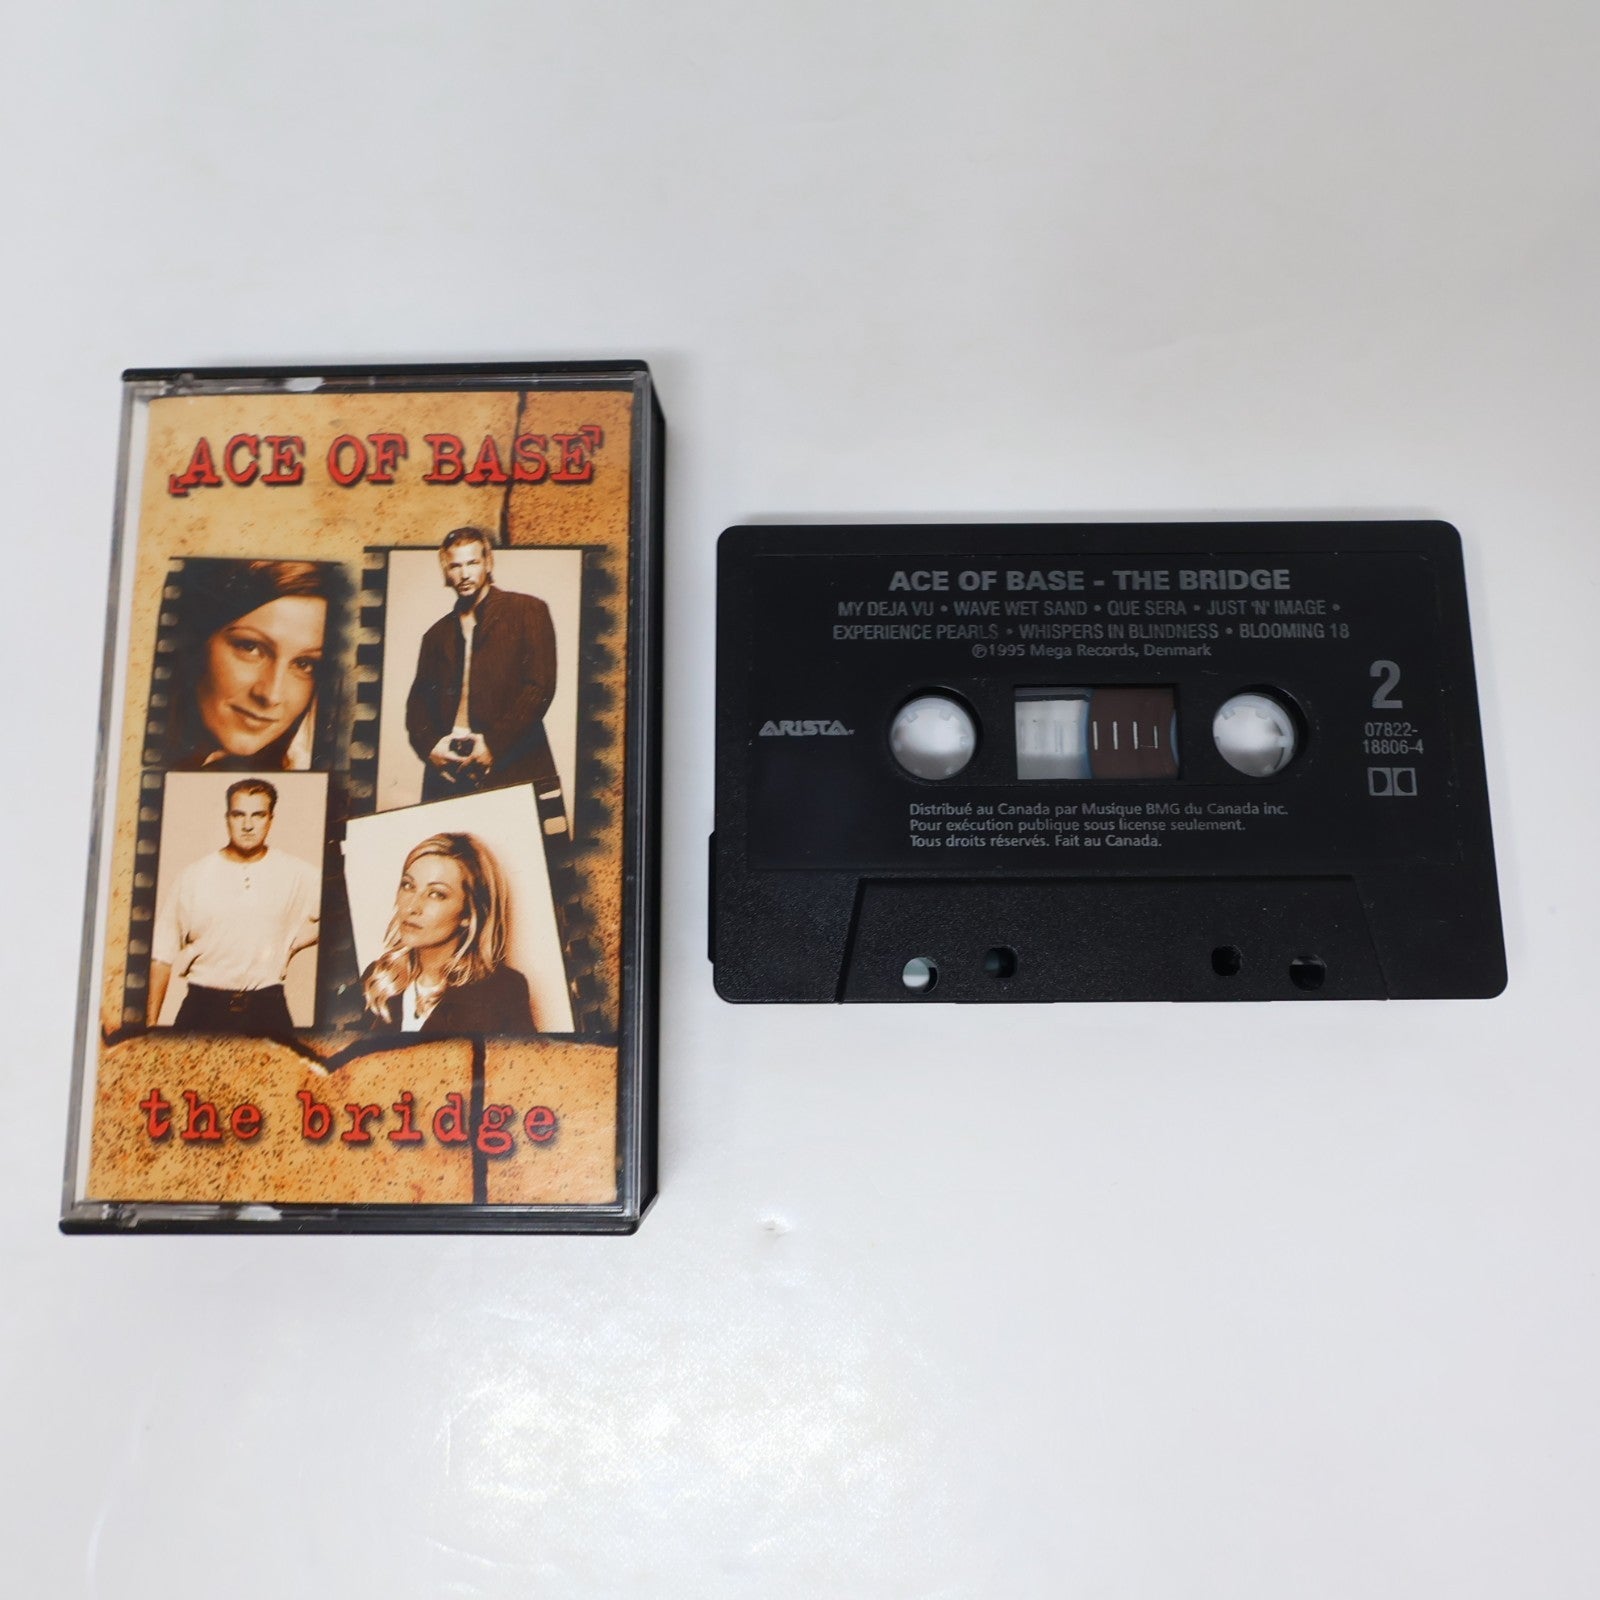 ACE OF BASE
the bridge
ACE OF BASE - THE BRIDGE
MY DEJA VU • WAVE WET SAND • QUE SERA • JUST 'N' IMAGE •
EXPERIENCE PEARLS • WHISPERS IN BLINDNESS • BLOOMING 18
℗1995 Mega Records, Denmark
2
ARISTA
07822-
18806-4
Distribué au Canada par Musique BMG du Canada inc.
Pour exécution publique sous license seulement.
Tous droits réservés. Fait au Canada.